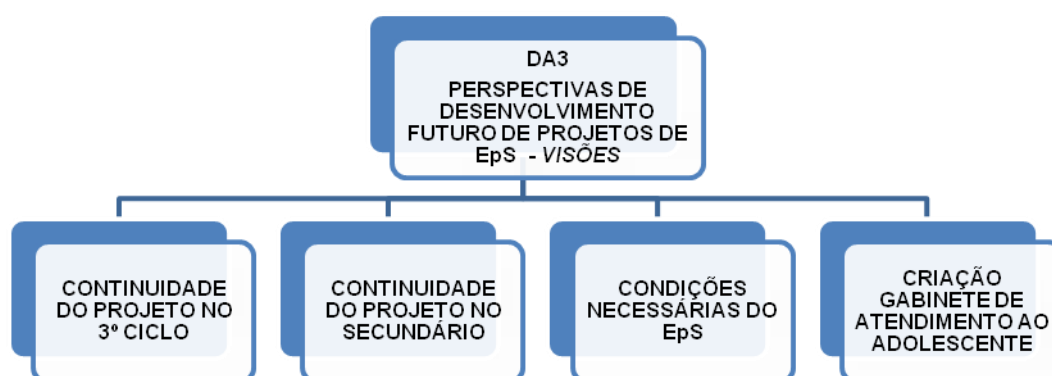 DA3
PERSPECTIVAS DE
DESENVOLVIMENTO
FUTURO DE PROJETOS DE
EpS - VISÕES
CONTINUIDADE
DO PROJETO NO
3º CICLO
CONTINUIDADE
DO PROJETO NO
SECUNDÁRIO
CONDIÇÕES
NECESSÁRIAS DO
EpS
CRIAÇÃO
GABINETE DE
ATENDIMENTO AO
ADOLESCENTE